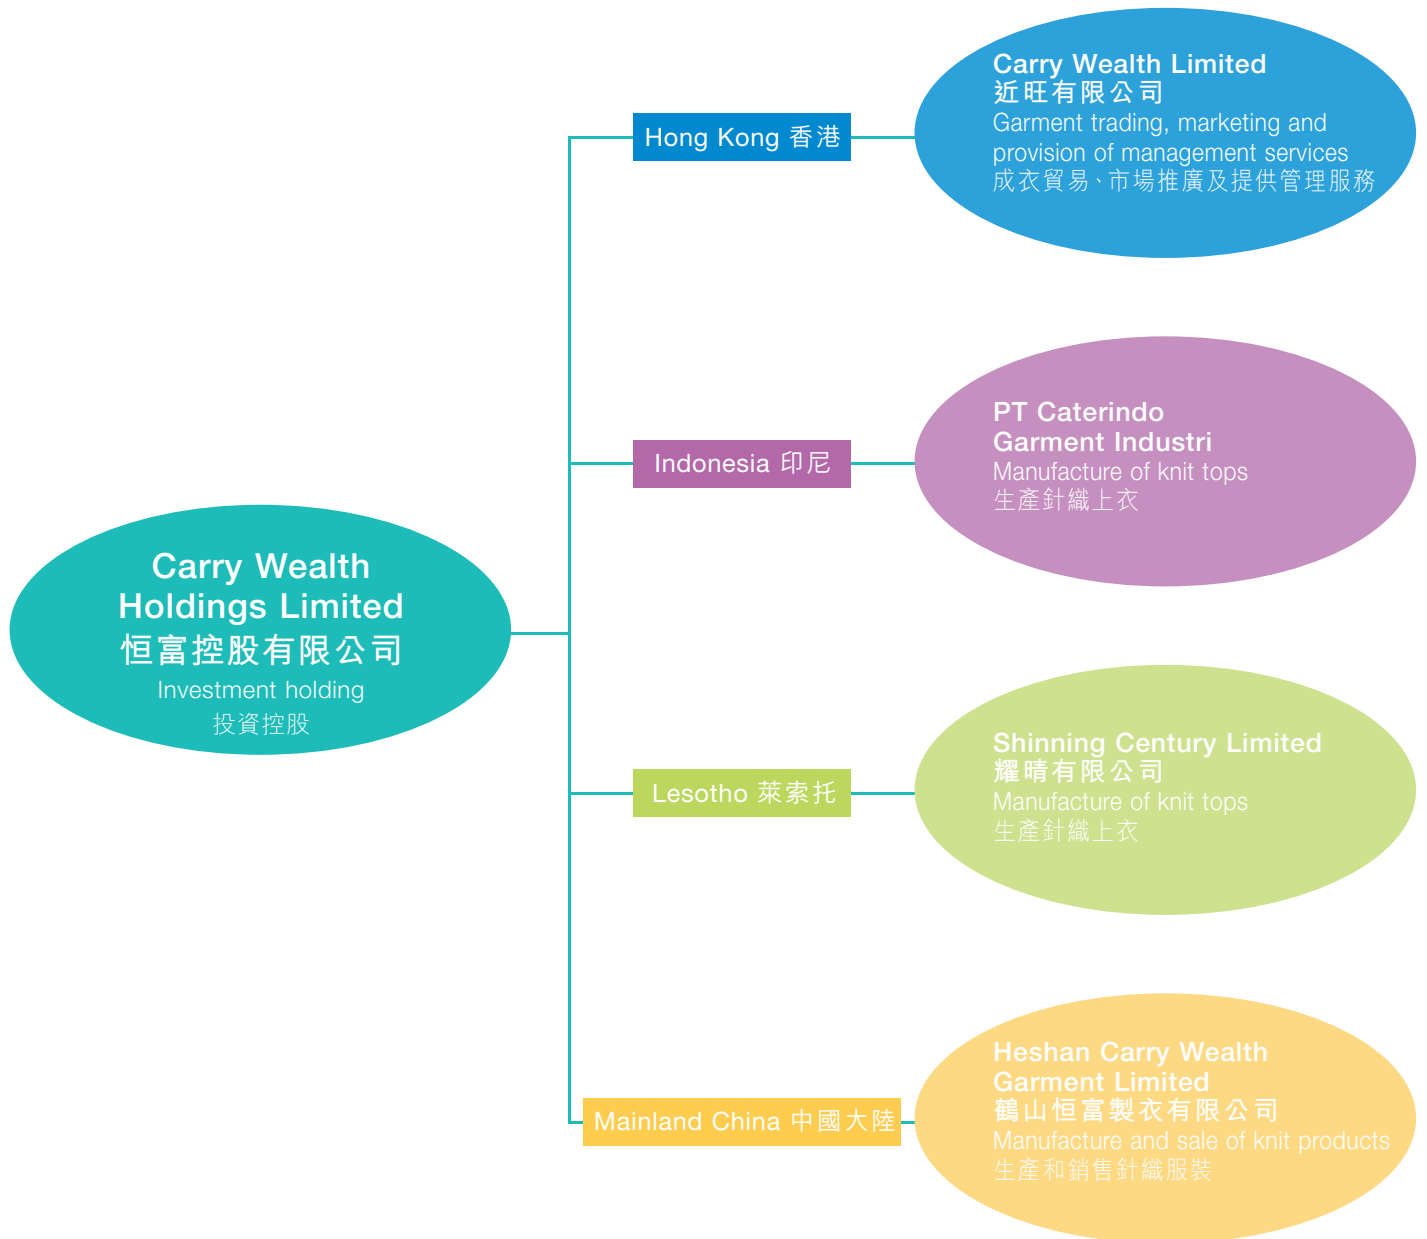 Carry Wealth
Holdings Limited
恒富控股有限公司
Investment holding
投資控股
Hong Kong 香港
Carry Wealth Limited
近旺有限公司
Garment trading, marketing and
provision of management services
成衣貿易、市場推廣及提供管理服務
Indonesia 印尼
PT Caterindo
Garment Industri
Manufacture of knit tops
生產針織上衣
Lesotho 萊索托
Shinning Century Limited
耀晴有限公司
Manufacture of knit tops
生產針織上衣
Mainland China 中國大陸
Heshan Carry Wealth
Garment Limited
鶴山恒富製衣有限公司
Manufacture and sale of knit products
生產和銷售針織服裝